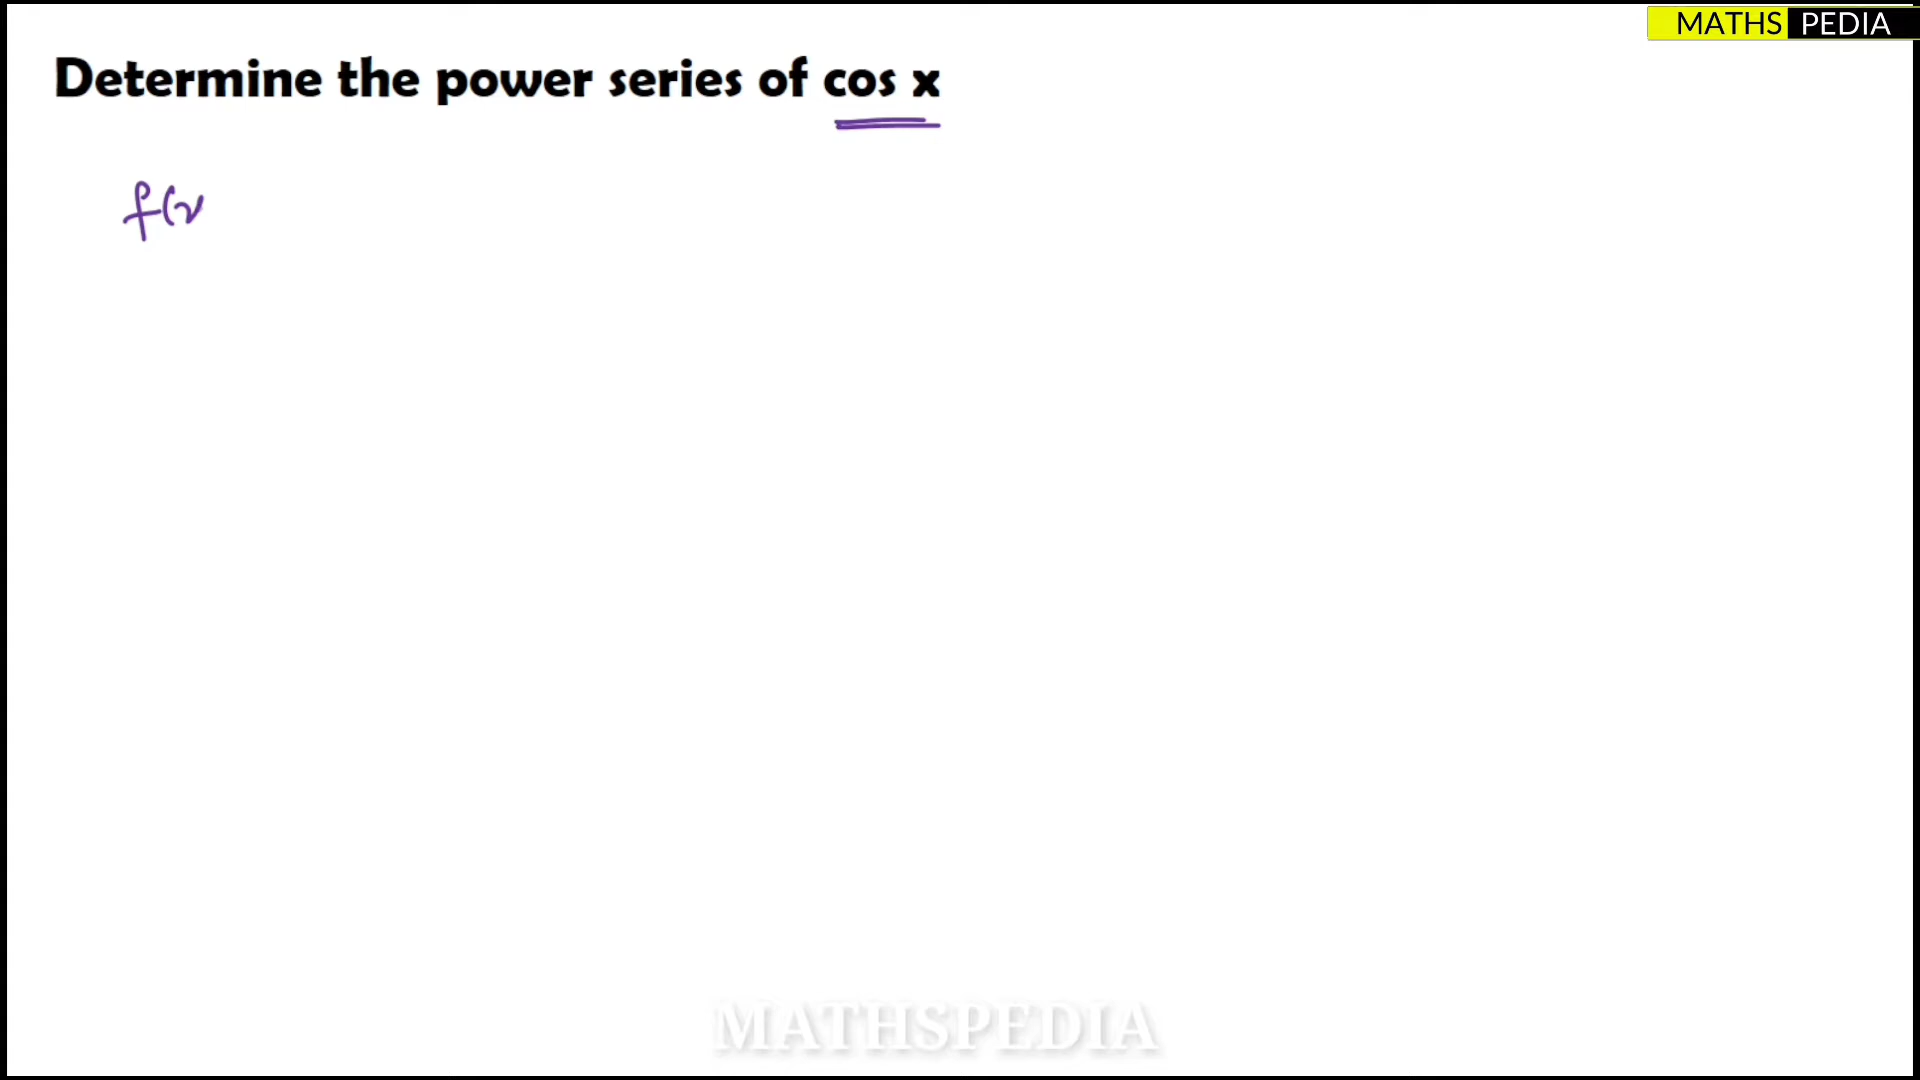 MATHS PEDIA
Determine the power series of cos x
f(x
MATHSPEDIA